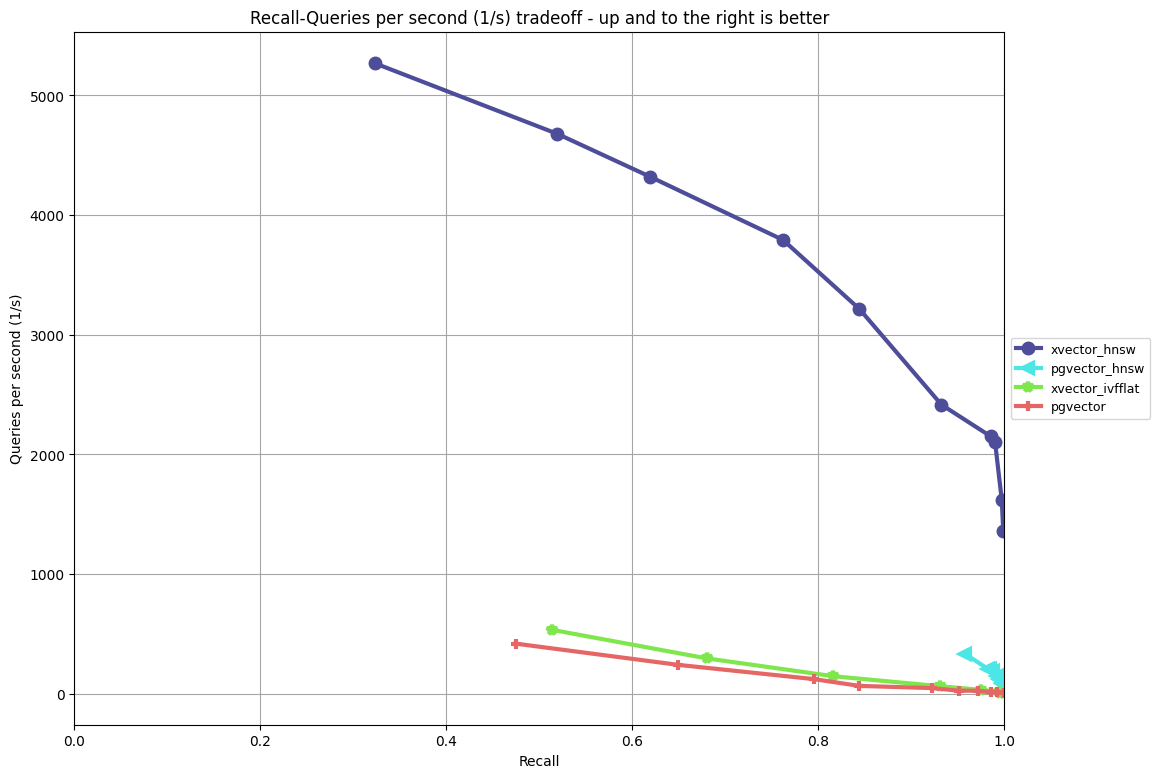 Recall-Queries per second (1/s) tradeoff - up and to the right is better
Queries per second (1/s)
5000
4000
3000
2000
1000
0
0.0 0.2 0.4 0.6 0.8 1.0
Recall
xvector_hnsw
pgvector_hnsw
xvector_ivfflat
pgvector